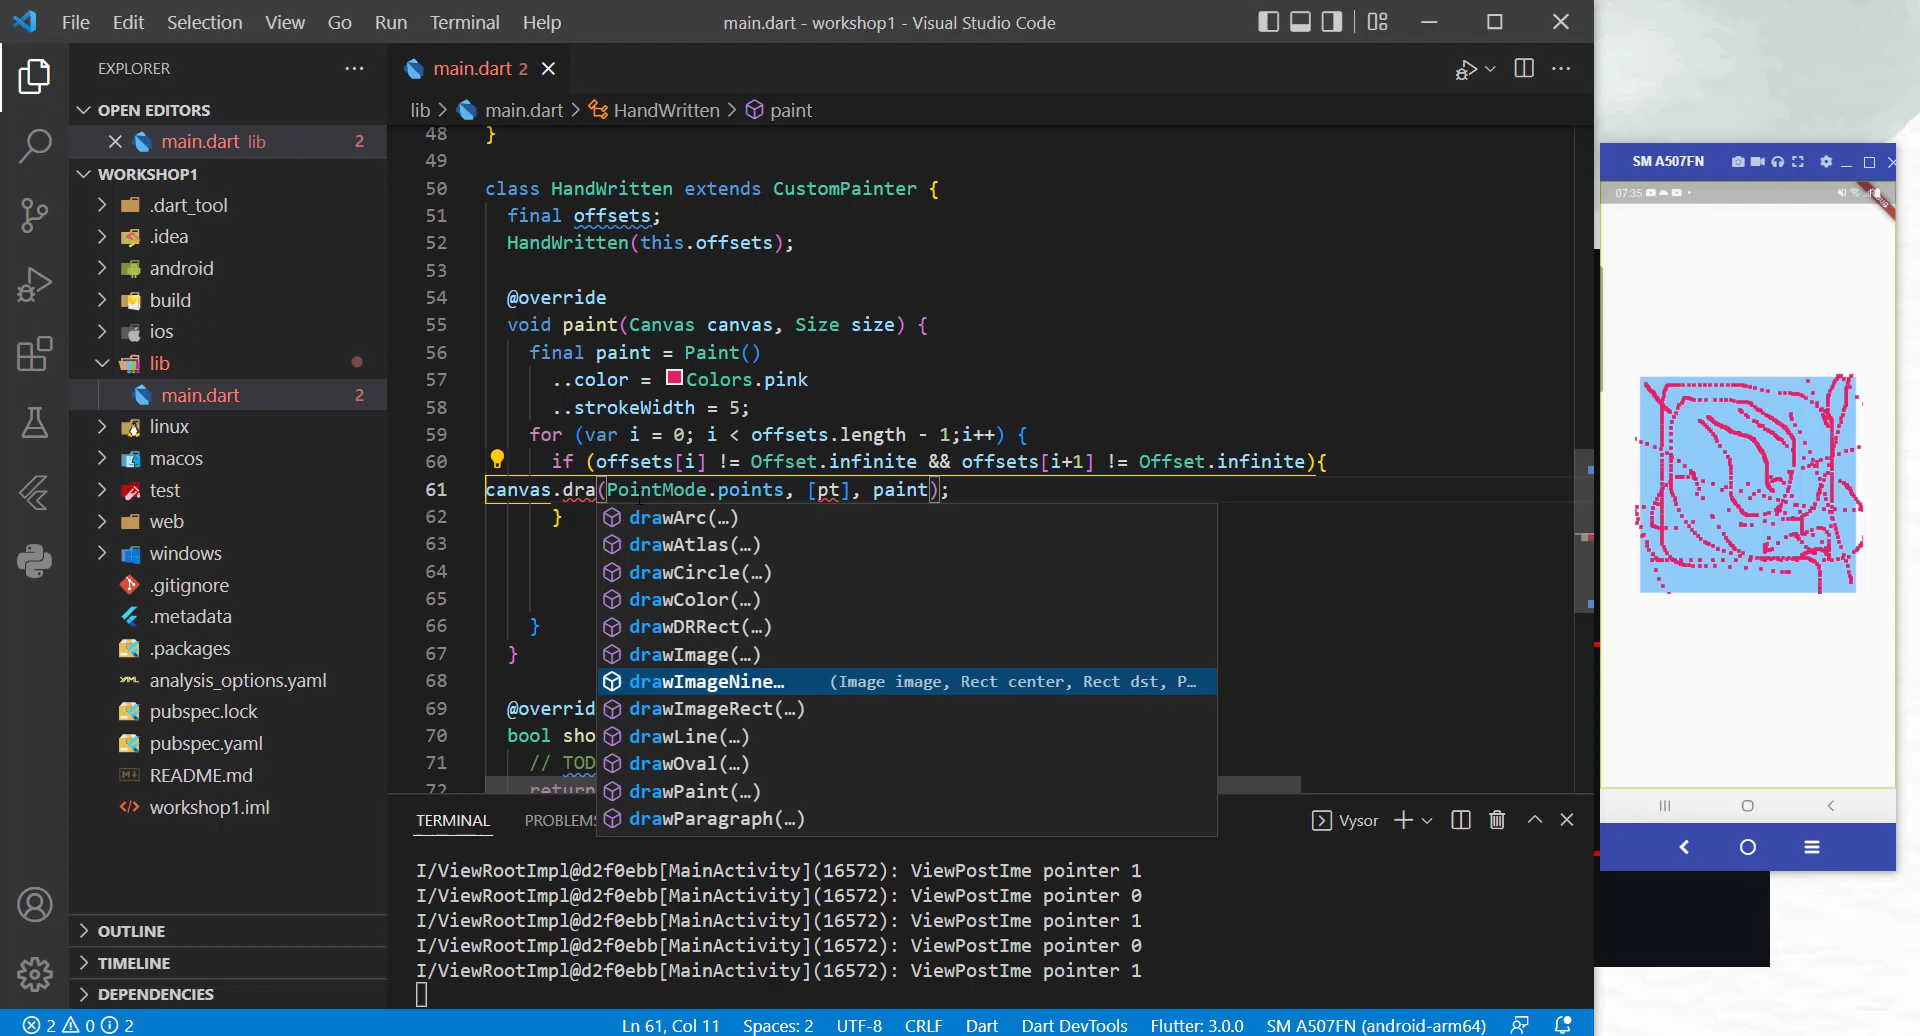 File Edit Selection View Go Run Terminal Help
main.dart - workshop1 - Visual Studio Code
EXPLORER
OPEN EDITORS
main.dart lib 2
WORKSHOP1
.dart_tool
.idea
android
build
ios
lib
main.dart 2
linux
macos
test
web
windows
.gitignore
.metadata
.packages
analysis_options.yaml
pubspec.lock
pubspec.yaml
README.md
workshop1.iml
OUTLINE
TIMELINE
DEPENDENCIES
main.dart 2
lib > main.dart > HandWritten > paint
48 }
49
50 class HandWritten extends CustomPainter {
51 final offsets;
52 HandWritten(this.offsets);
53
54 @override
55 void paint(Canvas canvas, Size size) {
56 final paint = Paint()
57 ..color = Colors.pink
58 ..strokeWidth = 5;
59 for (var i = 0; i < offsets.length - 1;i++) {
60 if (offsets[i] != Offset.infinite && offsets[i+1] != Offset.infinite){
61 canvas.dra(PointMode.points, [pt], paint);
62 }
63
64
65
66 }
67 }
68
69 @overrid
70 bool sho
71 // TOD
72 return
drawArc(…)
drawAtlas(…)
drawCircle(…)
drawColor(…)
drawDRRect(…)
drawImage(…)
drawImageNine… (Image image, Rect center, Rect dst, P…
drawImageRect(…)
drawLine(…)
drawOval(…)
drawPaint(…)
drawParagraph(…)
TERMINAL PROBLEMS
Vysor
I/ViewRootImpl@d2f0ebb[MainActivity](16572): ViewPostIme pointer 1
I/ViewRootImpl@d2f0ebb[MainActivity](16572): ViewPostIme pointer 0
I/ViewRootImpl@d2f0ebb[MainActivity](16572): ViewPostIme pointer 1
I/ViewRootImpl@d2f0ebb[MainActivity](16572): ViewPostIme pointer 0
I/ViewRootImpl@d2f0ebb[MainActivity](16572): ViewPostIme pointer 1
2 0 2
Ln 61, Col 11 Spaces: 2 UTF-8 CRLF Dart Dart DevTools Flutter: 3.0.0 SM A507FN (android-arm64)
SM A507FN
07:35